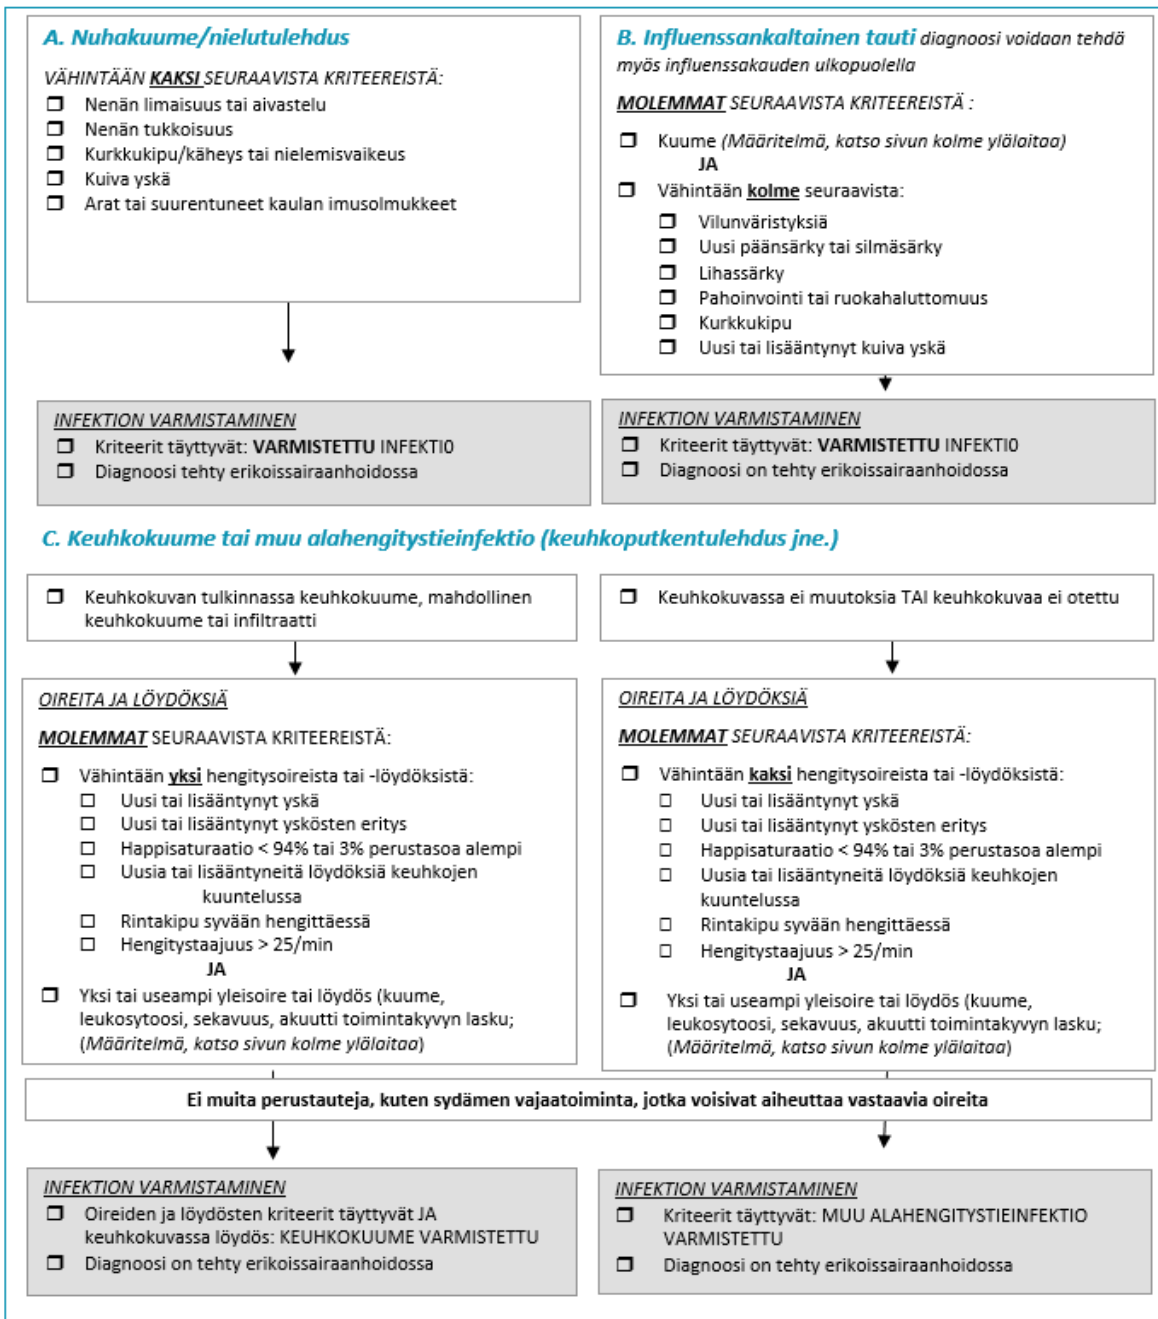 A. Nuhakuume/nielutulehdus
VÄHINTÄÄN KAKSI SEURAAVISTA KRITEEREISTÄ:
Nenän limaisuus tai aivastelu
Nenän tukkoisuus
Kurkkukipu/käheys tai nielemisvaikeus
Kuiva yskä
Arat tai suurentuneet kaulan imusolmukkeet
INFEKTION VARMISTAMINEN
Kriteerit täyttyvät: VARMISTETTU INFEKTI0
Diagnoosi tehty erikoissairaanhoidossa
B. Influenssankaltainen tauti diagnoosi voidaan tehdä
myös influenssakauden ulkopuolella
MOLEMMAT SEURAAVISTA KRITEEREISTÄ :
Kuume (Määritelmä, katso sivun kolme ylälaitaa)
JA
Vähintään kolme seuraavista:
Vilunväristyksiä
Uusi päänsärky tai silmäsärky
Lihassärky
Pahoinvointi tai ruokahaluttomuus
Kurkkukipu
Uusi tai lisääntynyt kuiva yskä
INFEKTION VARMISTAMINEN
Kriteerit täyttyvät: VARMISTETTU INFEKTI0
Diagnoosi on tehty erikoissairaanhoidossa
C. Keuhkokuume tai muu alahengitystieinfektio (keuhkoputkentulehdus jne.)
Keuhkokuvan tulkinnassa keuhkokuume, mahdollinen
keuhkokuume tai infiltraatti
OIREITA JA LÖYDÖKSIÄ
MOLEMMAT SEURAAVISTA KRITEEREISTÄ:
Vähintään yksi hengitysoireista tai -löydöksistä:
Uusi tai lisääntynyt yskä
Uusi tai lisääntynyt yskösten eritys
Happisaturaatio < 94% tai 3% perustasoa alempi
Uusia tai lisääntyneitä löydöksiä keuhkojen
kuuntelussa
Rintakipu syvään hengittäessä
Hengitystaajuus > 25/min
JA
Yksi tai useampi yleisoire tai löydös (kuume,
leukosytoosi, sekavuus, akuutti toimintakyvyn lasku;
(Määritelmä, katso sivun kolme ylälaitaa)
Keuhkokuvassa ei muutoksia TAI keuhkokuvaa ei otettu
OIREITA JA LÖYDÖKSIÄ
MOLEMMAT SEURAAVISTA KRITEEREISTÄ:
Vähintään kaksi hengitysoireista tai -löydöksistä:
Uusi tai lisääntynyt yskä
Uusi tai lisääntynyt yskösten eritys
Happisaturaatio < 94% tai 3% perustasoa alempi
Uusia tai lisääntyneitä löydöksiä keuhkojen
kuuntelussa
Rintakipu syvään hengittäessä
Hengitystaajuus > 25/min
JA
Yksi tai useampi yleisoire tai löydös (kuume,
leukosytoosi, sekavuus, akuutti toimintakyvyn lasku;
(Määritelmä, katso sivun kolme ylälaitaa)
Ei muita perustauteja, kuten sydämen vajaatoiminta, jotka voisivat aiheuttaa vastaavia oireita
INFEKTION VARMISTAMINEN
Oireiden ja löydösten kriteerit täyttyvät JA
keuhkokuvassa löydös: KEUHKOKUUME VARMISTETTU
Diagnoosi on tehty erikoissairaanhoidossa
INFEKTION VARMISTAMINEN
Kriteerit täyttyvät: MUU ALAHENGITYSTIEINFEKTIO
VARMISTETTU
Diagnoosi on tehty erikoissairaanhoidossa